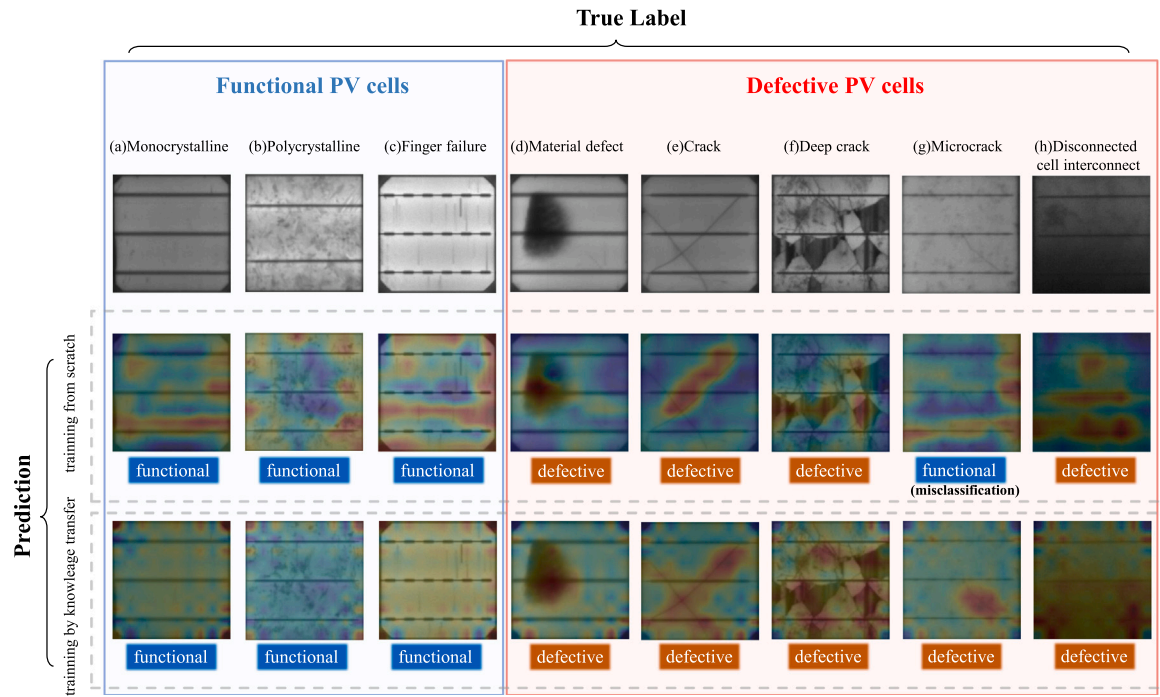 True Label
Functional PV cells
Defective PV cells
(a)Monocrystalline
(b)Polycrystalline
(c)Finger failure
(d)Material defect
(e)Crack
(f)Deep crack
(g)Microcrack
(h)Disconnected
cell interconnect
Prediction
trainning from scratch
functional
functional
functional
defective
defective
defective
functional
(misclassification)
defective
trainning by knowleage transfer
functional
functional
functional
defective
defective
defective
defective
defective